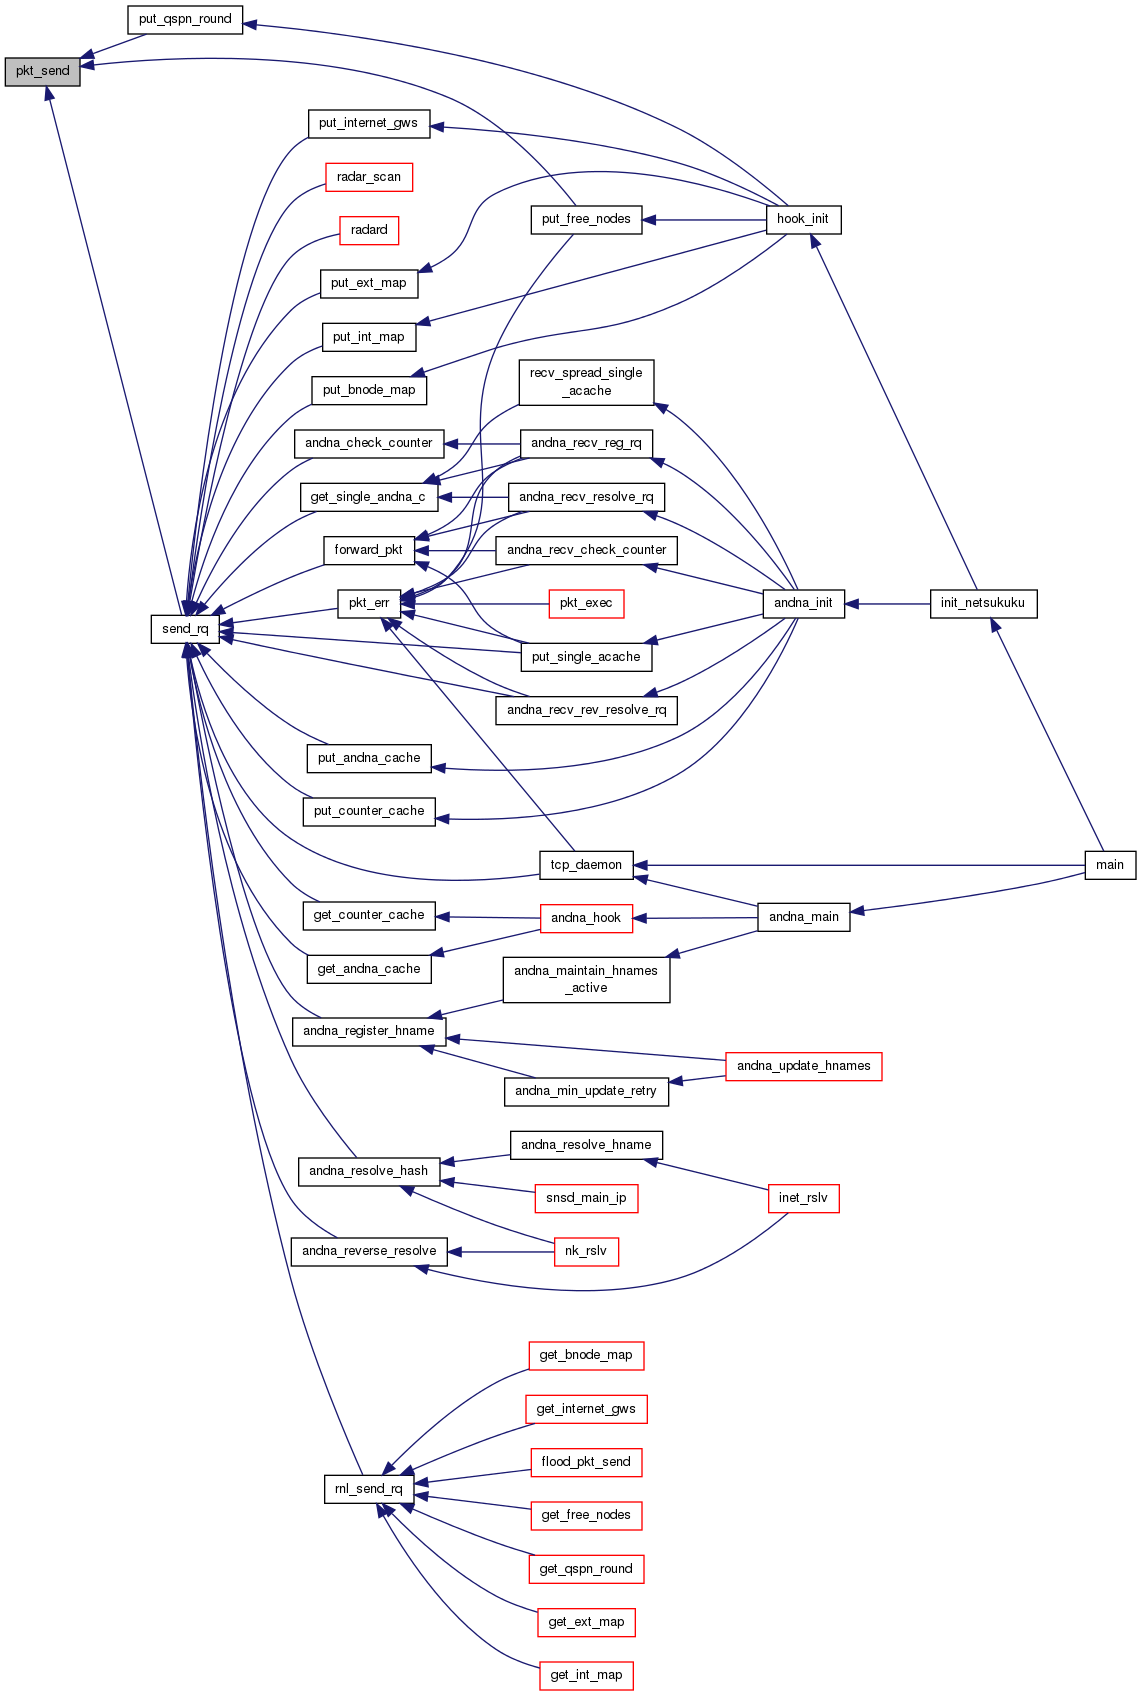 put_qspn_round
pkt_send
put_internet_gws
radar_scan
put_free_nodes
hook_init
radard
put_ext_map
put_int_map
recv_spread_single
_acache
put_bnode_map
andna_check_counter
andna_recv_reg_rq
get_single_andna_c
andna_recv_resolve_rq
forward_pkt
andna_recv_check_counter
pkt_err
pkt_exec
andna_init
init_netsukuku
send_rq
put_single_acache
andna_recv_rev_resolve_rq
put_andna_cache
put_counter_cache
tcp_daemon
main
get_counter_cache
andna_hook
andna_main
get_andna_cache
andna_maintain_hnames
_active
andna_register_hname
andna_update_hnames
andna_min_update_retry
andna_resolve_hname
andna_resolve_hash
snsd_main_ip
inet_rslv
andna_reverse_resolve
nk_rslv
get_bnode_map
get_internet_gws
flood_pkt_send
rnl_send_rq
get_free_nodes
get_qspn_round
get_ext_map
get_int_map